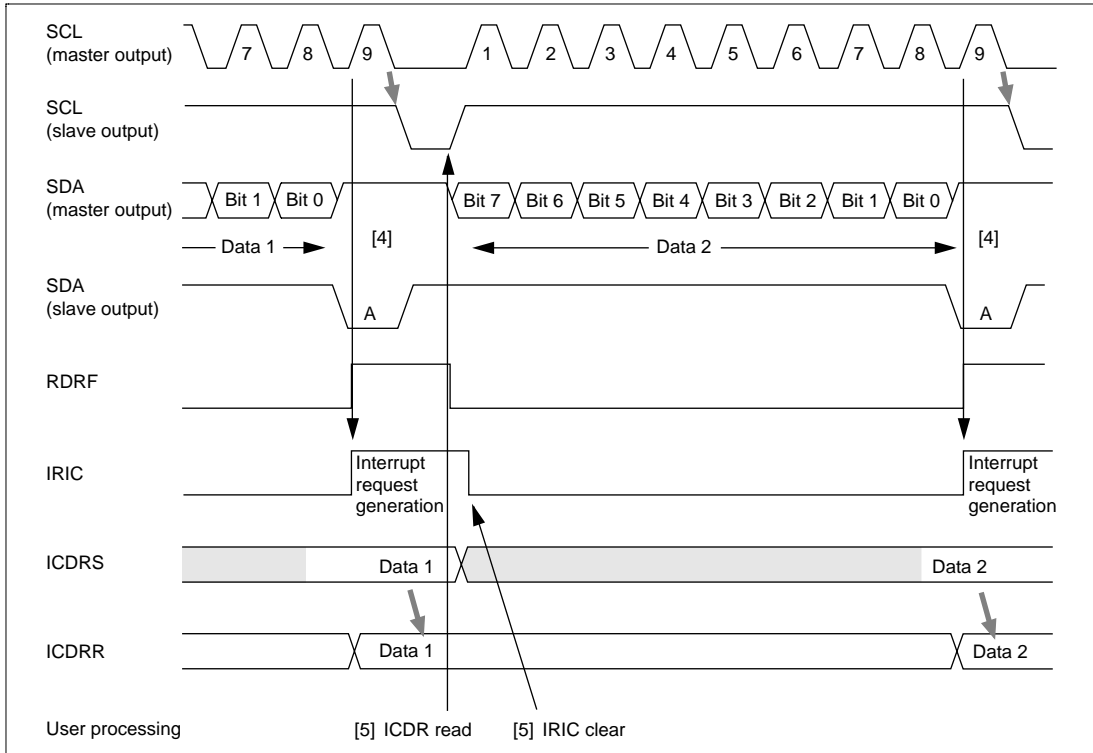 SCL
(master output)
7 8 9 1 2 3 4 5 6 7 8 9
SCL
(slave output)
SDA
(master output)
Bit 1 Bit 0 Bit 7 Bit 6 Bit 5 Bit 4 Bit 3 Bit 2 Bit 1 Bit 0
Data 1 [4] Data 2 [4]
SDA
(slave output)
A A
RDRF
IRIC
Interrupt
request
generation
Interrupt
request
generation
ICDRS
Data 1 Data 2
ICDRR
Data 1 Data 2
User processing [5] ICDR read [5] IRIC clear